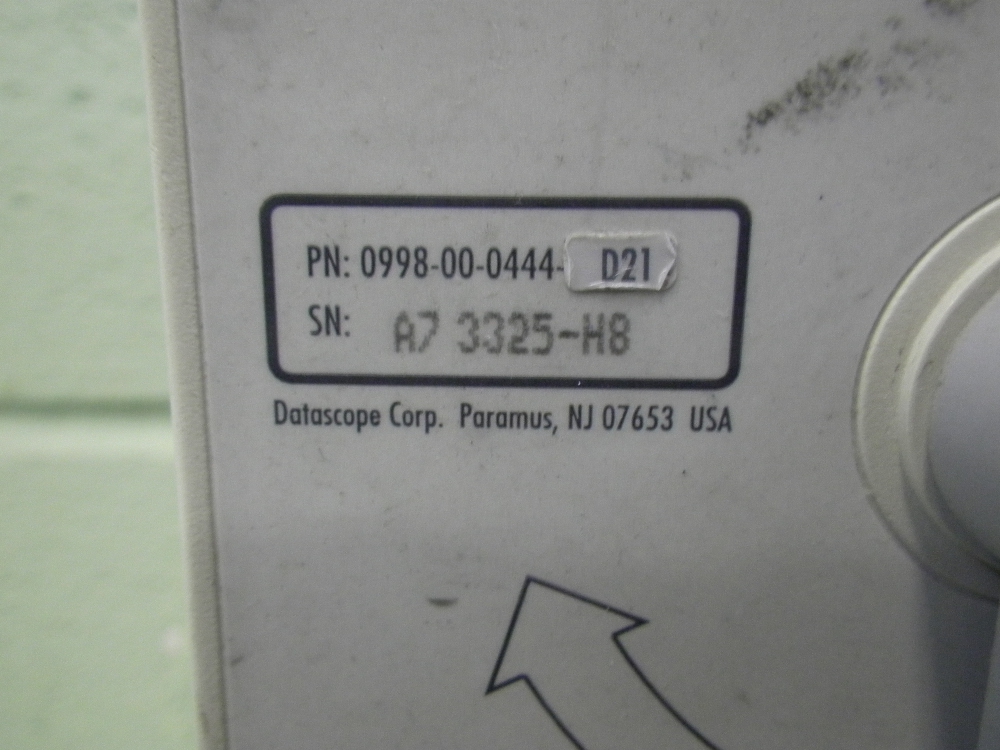 PN: 0998-00-0444- D21
SN: A7 3325-H8
Datascope Corp. Paramus, NJ 07653 USA